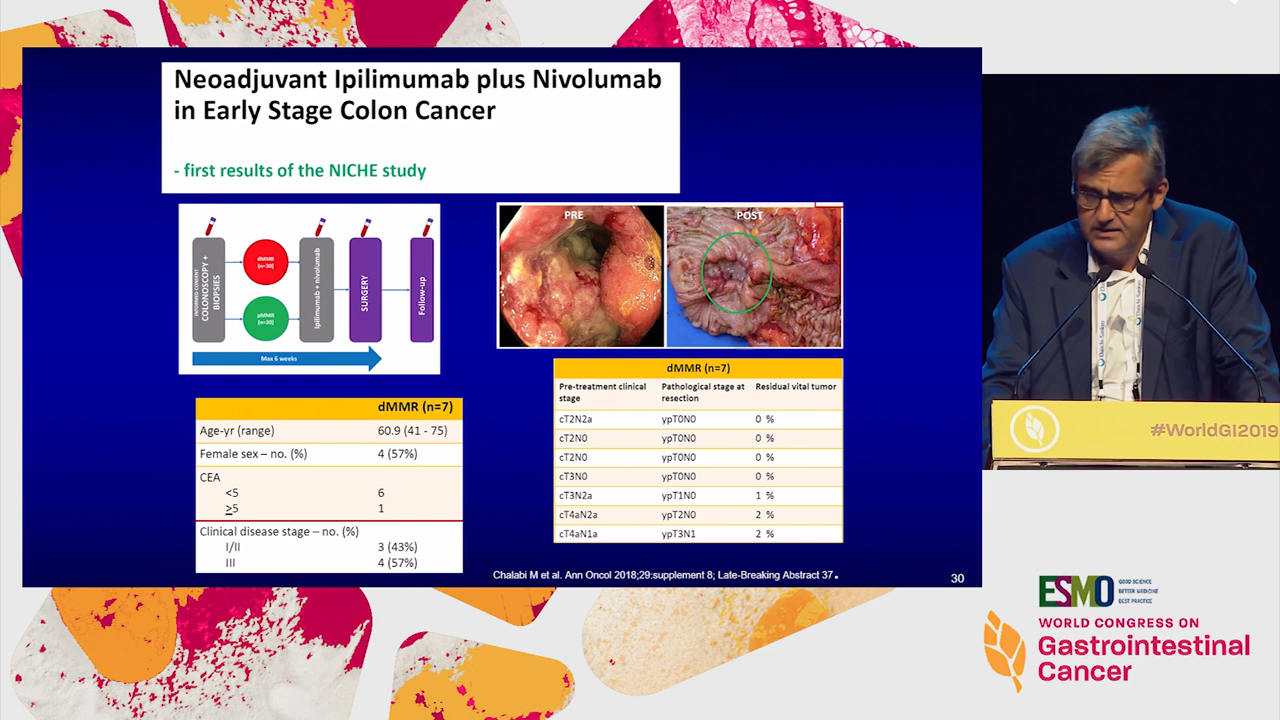 Neoadjuvant Ipilimumab plus Nivolumab
in Early Stage Colon Cancer
- first results of the NICHE study
INFORMED CONSENT
COLONOSCOPY +
BIOPSIES
dMMR
(n=30)
pMMR
(n=30)
Ipilimumab + nivolumab
SURGERY
Follow-up
Max 6 weeks
PRE
POST
dMMR (n=7)
Age-yr (range) 60.9 (41 - 75)
Female sex – no. (%) 4 (57%)
CEA
<5 6
≥5 1
Clinical disease stage – no. (%)
I/II 3 (43%)
III 4 (57%)
dMMR (n=7)
Pre-treatment clinical stage Pathological stage at resection Residual vital tumor
cT2N2a ypT0N0 0 %
cT2N0 ypT0N0 0 %
cT2N0 ypT0N0 0 %
cT3N0 ypT0N0 0 %
cT3N2a ypT1N0 1 %
cT4aN2a ypT2N0 2 %
cT4aN1a ypT3N1 2 %
Chalabi M et al. Ann Oncol 2018;29:supplement 8; Late-Breaking Abstract 37.
30
Daiichi-Sankyo
#WorldGI2019
ESMO
GOOD SCIENCE
BETTER MEDICINE
BEST PRACTICE
WORLD CONGRESS ON
Gastrointestinal
Cancer